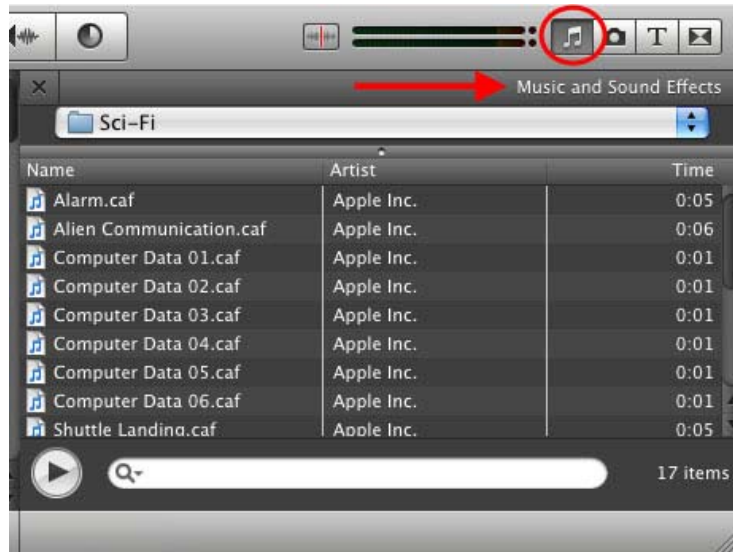 T
Music and Sound Effects
Sci-Fi
Name Artist Time
Alarm.caf Apple Inc. 0:05
Alien Communication.caf Apple Inc. 0:06
Computer Data 01.caf Apple Inc. 0:01
Computer Data 02.caf Apple Inc. 0:01
Computer Data 03.caf Apple Inc. 0:01
Computer Data 04.caf Apple Inc. 0:01
Computer Data 05.caf Apple Inc. 0:01
Computer Data 06.caf Apple Inc. 0:01
Shuttle Landing.caf Apple Inc. 0:05
17 items